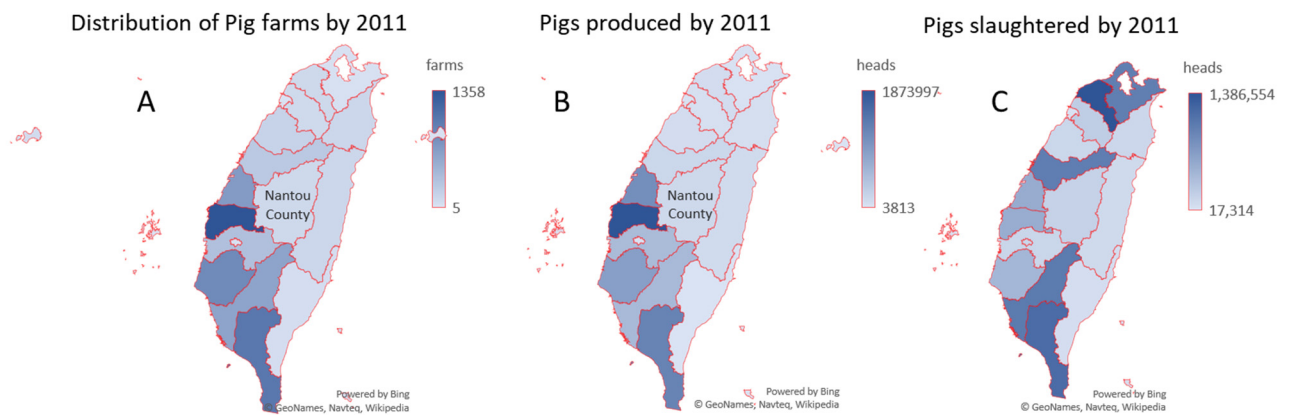 Distribution of Pig farms by 2011
farms
A
1358
5
Nantou
County
Powered by Bing
© GeoNames, Navteq, Wikipedia
Pigs produced by 2011
heads
B
1873997
3813
Nantou
County
Powered by Bing
© GeoNames; Navteq, Wikipedia
Pigs slaughtered by 2011
heads
C
1,386,554
17,314
Powered by Bing
© GeoNames, Navteq, Wikipedia